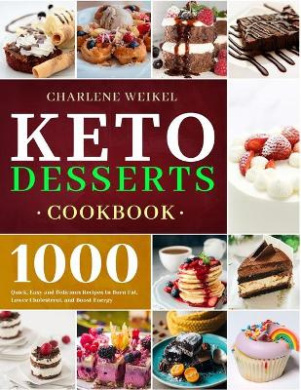 CHARLENE WEIKEL
KETO
DESSERTS
· COOKBOOK ·
1000
Quick, Easy and Delicious Recipes to Burn Fat,
Lower Cholesterol, and Boost Energy